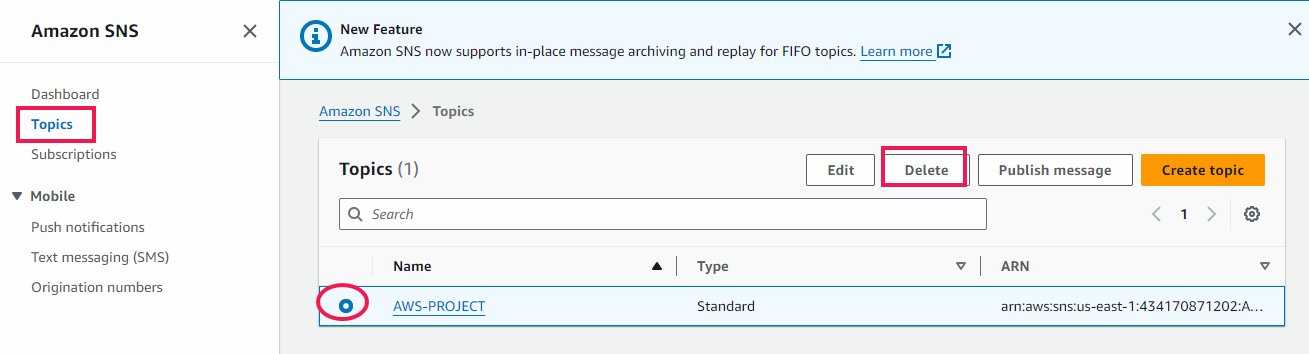 Amazon SNS
New Feature
Amazon SNS now supports in-place message archiving and replay for FIFO topics. Learn more
Dashboard
Topics
Subscriptions
Mobile
Push notifications
Text messaging (SMS)
Origination numbers
Amazon SNS > Topics
Topics (1)
Edit
Delete
Publish message
Create topic
Search
1
Name Type ARN
AWS-PROJECT Standard arn:aws:sns:us-east-1:434170871202:A...